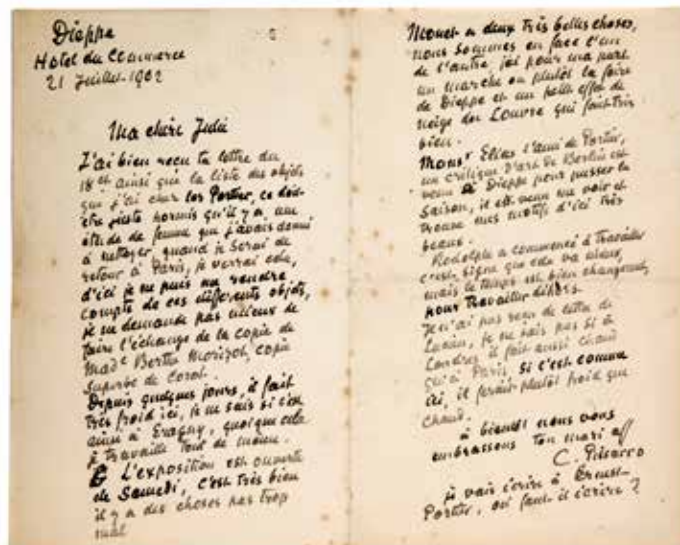 Dieppe
Hotel du Commerce
21 Juillet 1902
Ma chère Julie
J'ai bien reçu ta lettre du
18 et ainsi que la liste des objets
que j'ai chez les Portier, ce doit
être juste hormis qu'il y a une
étude de femme que j'avais donné
à nettoyer, quand je serai de
retour à Paris, je verrai cela,
d'ici je ne puis me rendre
compte de ces différents objets,
je ne demande pas mieux de
faire l'échange de la copie de
Made Berthe Morizot, copie
superbe de Corot.
Depuis quelques jours, il fait
très froid ici, je ne sais si c'est
ainsi à Eragny, quoique cela
je travaille tout de même.
L'exposition est ouverte
de Samedi, c'est très bien
il y a des choses pas trop
mal
Monet a deux très belles choses,
nous sommes en face l'un
de l'autre, j'ai pour ma part
un marché ou plutôt la foire
de Dieppe et un petit effet de
neige du Louvre qui fait très
bien.
Monsr Elias l'ami de Portier,
un critique d'art de Berlin est
venu à Dieppe pour passer la
saison, il est venu me voir et
trouve mes motifs d'ici très
beaux.
Rodolphe a commencé à travailler
c'est signe que cela va mieux,
mais le temps est bien changeant
pour travailler dehors.
Je n'ai pas reçu de lettre de
Lucien, je ne sais pas si à
Londres il fait aussi chaud
qu'à Paris, si c'est comme
ici, il ferait plutôt froid que
chaud.
à bientôt nous vous
embrassons ton mari aff
C. Pissarro
je vais écrire à
Portier, où faut il écrire ?